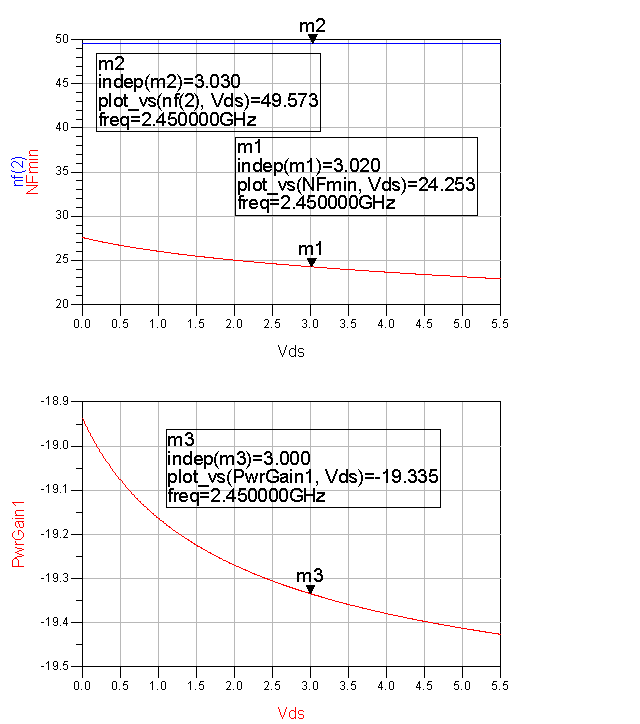 m2
50
45
40
35
30
25
20
nf(2)
NFmin
m2
indep(m2)=3.030
plot_vs(nf(2), Vds)=49.573
freq=2.450000GHz
m1
indep(m1)=3.020
plot_vs(NFmin, Vds)=24.253
freq=2.450000GHz
m1
0.0 0.5 1.0 1.5 2.0 2.5 3.0 3.5 4.0 4.5 5.0 5.5
Vds
-18.9
-19.0
-19.1
-19.2
-19.3
-19.4
-19.5
PwrGain1
m3
indep(m3)=3.000
plot_vs(PwrGain1, Vds)=-19.335
freq=2.450000GHz
m3
0.0 0.5 1.0 1.5 2.0 2.5 3.0 3.5 4.0 4.5 5.0 5.5
Vds